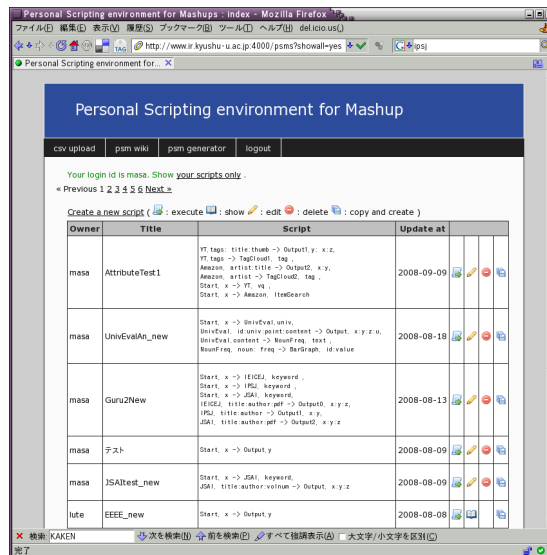 Personal Scripting environment for Mashups : index - Mozilla Firefox
ファイル(F) 編集(E) 表示(V) 履歴(S) ブックマーク(B) ツール(T) ヘルプ(H) del.icio.us()
TAG http://www.ir.kyushu-u.ac.jp:4000/psms?showall=yes G ipsj
Personal Scripting environment for...
Personal Scripting environment for Mashup
csv upload psm wiki psm generator logout
Your login id is masa. Show your scripts only .
« Previous 1 2 3 4 5 6 Next »
Create a new script ( : execute : show : edit : delete : copy and create )
Owner Title Script Update at
YT,tags: title:thumb -> Output1,y: x:z,
YT,tags -> TagCloud1, tag ,
Amazon, artist:title -> Output2, x:y,
masa AttributeTest1 2008-09-09
Amazon, artist -> TagCloud2, tag ,
Start, x -> YT, vq ,
Start, x -> Amazon, ItemSearch
Start, x -> UnivEval,univ,
UnivEval, id:univ:point:content -> Output, x:y:z:u,
masa UnivEvalAn_new 2008-08-18
UnivEval,content -> NounFreq, text ,
NounFreq, noun: freq -> BarGraph, id:value
Start, x -> IEICEJ, keyword ,
Start, x -> IPSJ, keyword ,
Start, x -> JSAI, keyword,
masa Guru2New 2008-08-13
IEICEJ, title:author:pdf -> Output0, x:y:z,
IPSJ, title:author -> Output1, x:y,
JSAI, title:author:pdf -> Output2, x:y:z
masa テスト Start, x -> Output,y 2008-08-09
Start, x -> JSAI, keyword,
masa JSAItest_new 2008-08-09
JSAI, title:author:volnum -> Output, x:y:z
lute EEEE_new Start, x -> Output,y 2008-08-08
検索: KAKEN 次を検索(N) 前を検索(P) すべて強調表示(A) 大文字/小文字を区別(C)
完了